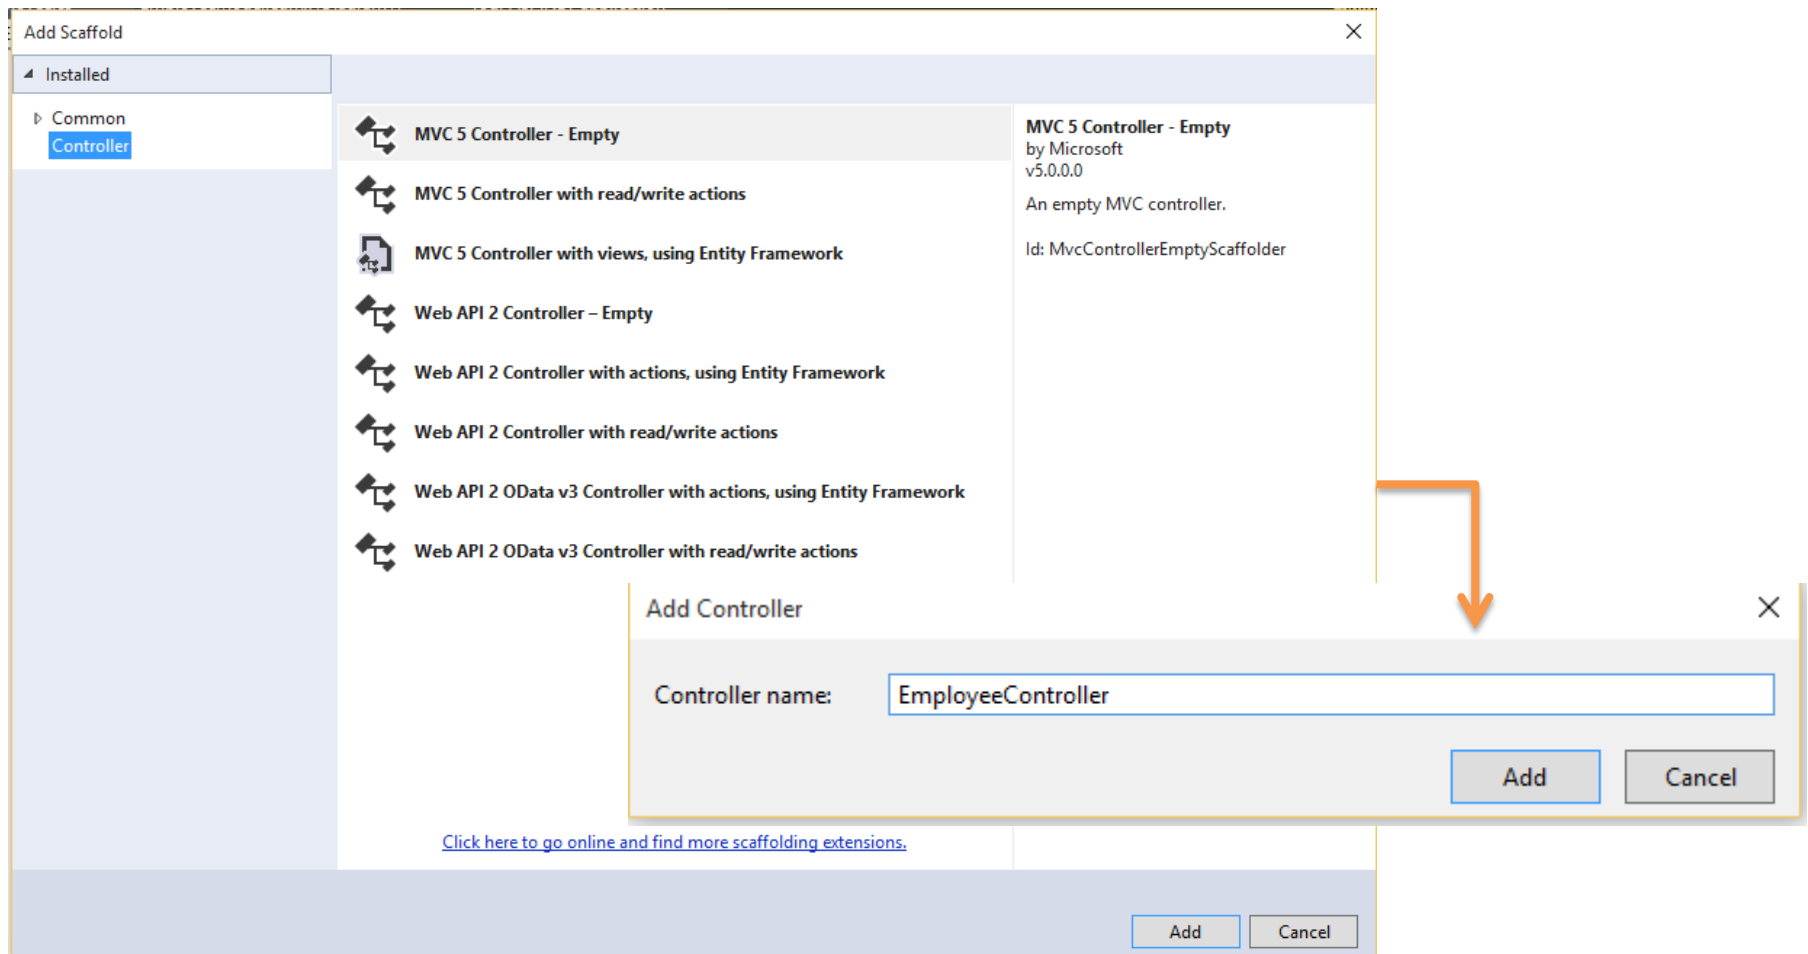 Add Scaffold
Installed
Common
Controller
MVC 5 Controller - Empty
MVC 5 Controller with read/write actions
MVC 5 Controller with views, using Entity Framework
Web API 2 Controller – Empty
Web API 2 Controller with actions, using Entity Framework
Web API 2 Controller with read/write actions
Web API 2 OData v3 Controller with actions, using Entity Framework
Web API 2 OData v3 Controller with read/write actions
Click here to go online and find more scaffolding extensions.
MVC 5 Controller - Empty
by Microsoft
v5.0.0.0
An empty MVC controller.
Id: MvcControllerEmptyScaffolder
Add Controller
Controller name:
EmployeeController
Add
Cancel
Add
Cancel